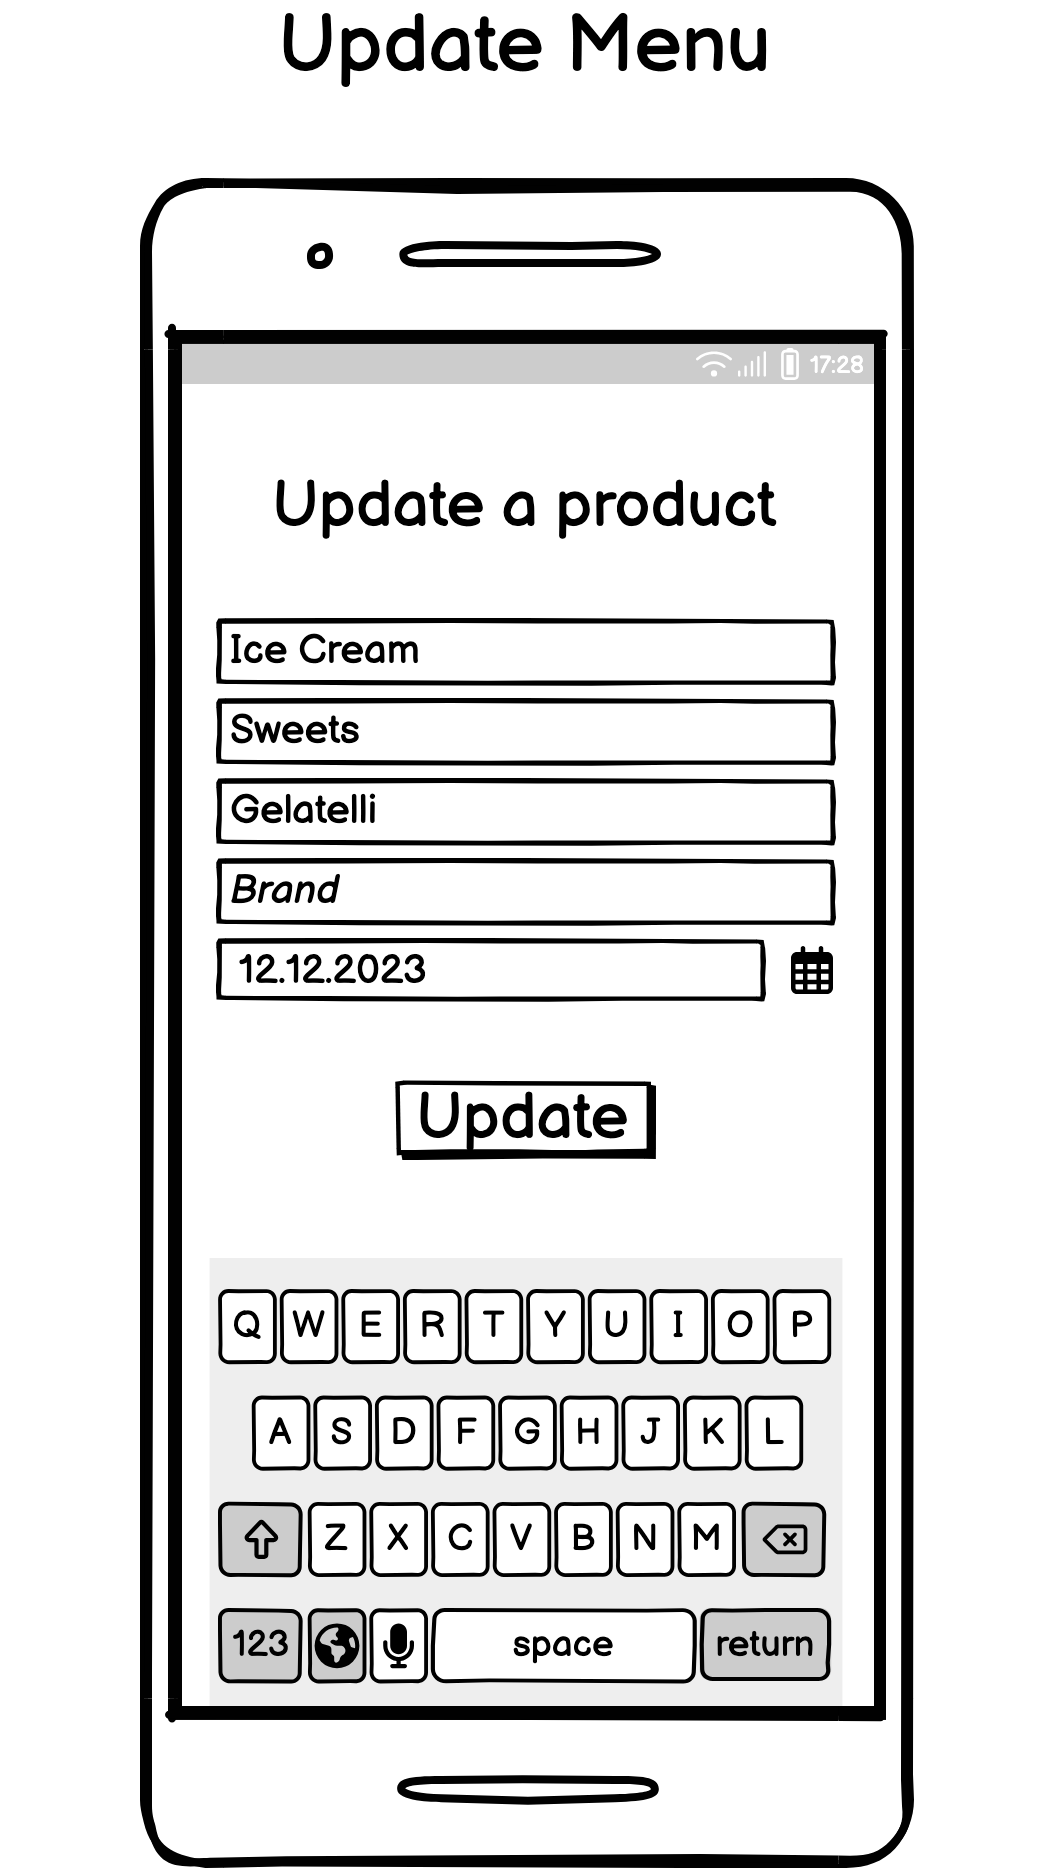 Update Menu
17:28
Update a product
Ice Cream
Sweets
Gelatelli
Brand
12.12.2023
Update
Q W E R T Y U I O P
A S D F G H J K L
Z X C V B N M
123 space return